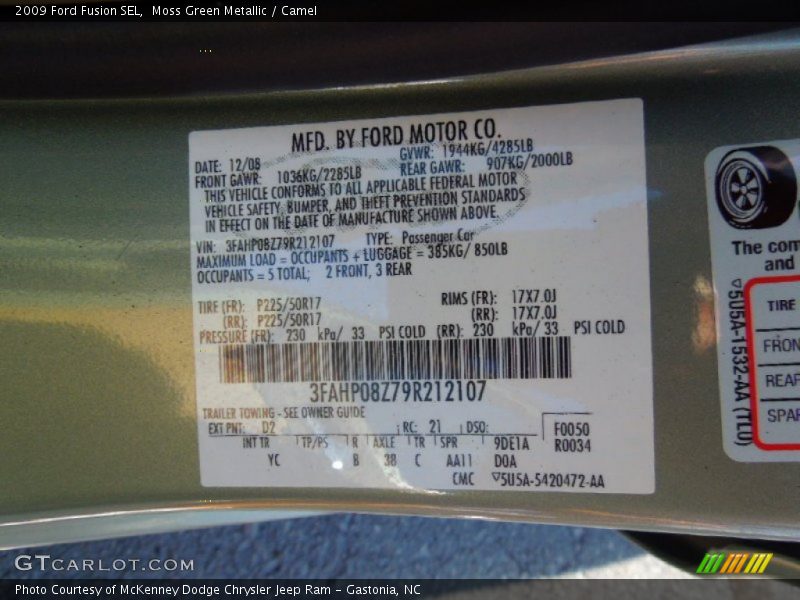 2009 Ford Fusion SEL, Moss Green Metallic / Camel
MFD. BY FORD MOTOR CO.
DATE: 12/08 GVWR: 1944KG/4285LB
FRONT GAWR: 1036KG/2285LB REAR GAWR: 907KG/2000LB
THIS VEHICLE CONFORMS TO ALL APPLICABLE FEDERAL MOTOR
VEHICLE SAFETY, BUMPER, AND THEFT PREVENTION STANDARDS
IN EFFECT ON THE DATE OF MANUFACTURE SHOWN ABOVE.
VIN: 3FAHP08Z79R212107 TYPE: Passenger Car
MAXIMUM LOAD = OCCUPANTS + LUGGAGE = 385KG/ 850LB
OCCUPANTS = 5 TOTAL; 2 FRONT, 3 REAR
TIRE (FR): P225/50R17 RIMS (FR): 17X7.0J
(RR): P225/50R17 (RR): 17X7.0J
PRESSURE (FR): 230 kPa/ 33 PSI COLD (RR): 230 kPa/ 33 PSI COLD
3FAHP08Z79R212107
TRAILER TOWING - SEE OWNER GUIDE
EXT PNT: D2 RC: 21 DSO: F0050
INT TR TP/PS R AXLE TR SPR 9DE1A R0034
YC B 38 C AA11 DOA
CMC ▽5U5A-5420472-AA
The com
and
TIRE
FRON
REAR
SPAR
▽5U5A-1532-AA (TLU)
GTCARLOT.COM
Photo Courtesy of McKenney Dodge Chrysler Jeep Ram - Gastonia, NC